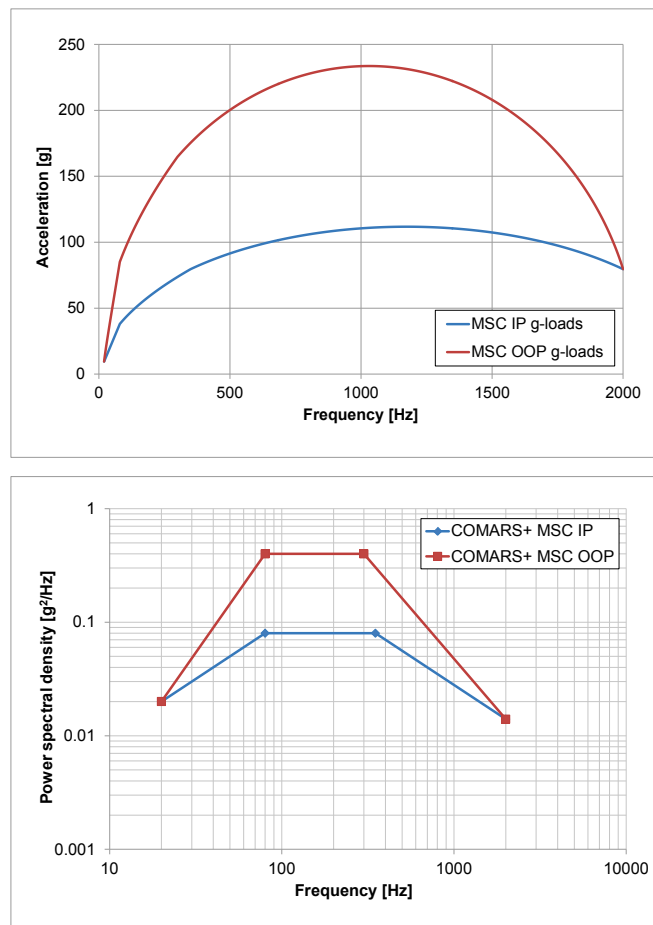 250
200
150
100
50
0
Acceleration [g]
MSC IP g-loads
MSC OOP g-loads
0 500 1000 1500 2000
Frequency [Hz]
1
0.1
0.01
0.001
Power spectral density [g²/Hz]
COMARS+ MSC IP
COMARS+ MSC OOP
10 100 1000 10000
Frequency [Hz]